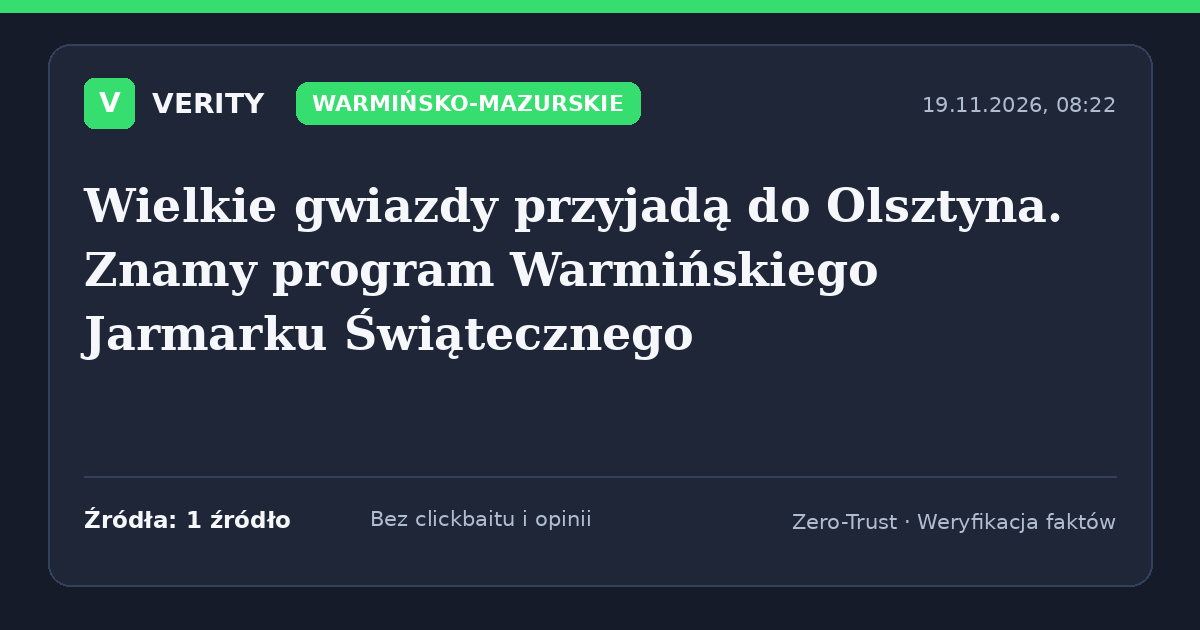 V VERITY WARMIŃSKO-MAZURSKIE 19.11.2026, 08:22
Wielkie gwiazdy przyjadą do Olsztyna.
Znamy program Warmińskiego
Jarmarku Świątecznego
Źródła: 1 źródło Bez clickbaitu i opinii Zero-Trust · Weryfikacja faktów